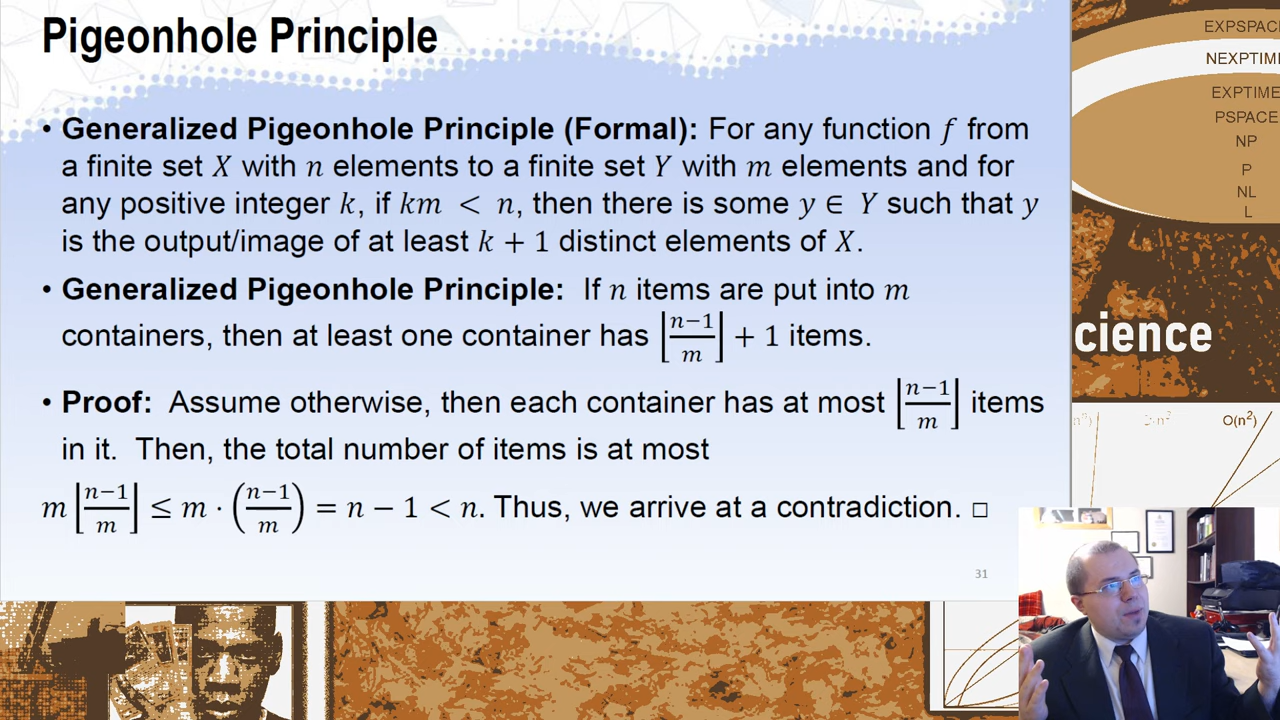 Pigeonhole Principle
• Generalized Pigeonhole Principle (Formal): For any function f from
a finite set X with n elements to a finite set Y with m elements and for
any positive integer k, if km < n, then there is some y ∈ Y such that y
is the output/image of at least k + 1 distinct elements of X.
• Generalized Pigeonhole Principle: If n items are put into m
containers, then at least one container has ⌊(n−1)/m⌋ + 1 items.
• Proof: Assume otherwise, then each container has at most ⌊(n−1)/m⌋ items
in it. Then, the total number of items is at most
m ⌊(n−1)/m⌋ ≤ m · ((n−1)/m) = n − 1 < n. Thus, we arrive at a contradiction. □
31
EXPSPAC
NEXPTIM
EXPTIME
PSPACE
NP
P
NL
L
cience
O(n²)